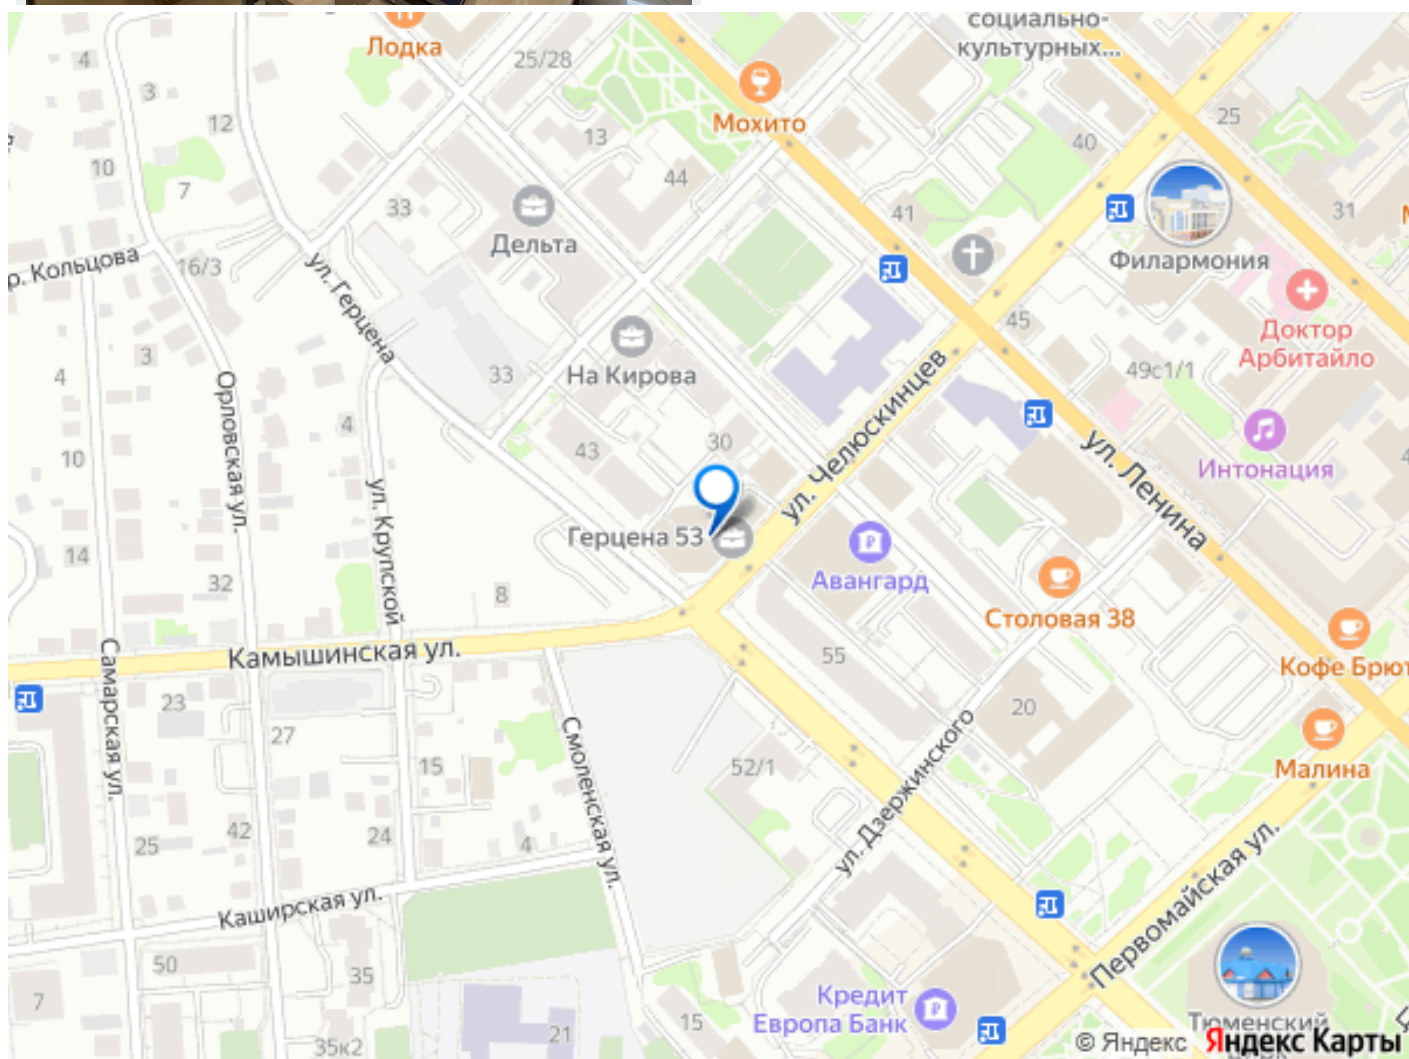 социально-
культурных...
Лодка
25/28
4
3
Мохито
12
13
25
40
10
44
7
33
41
31
Дельта
Филармония
р. Кольцова
16/3
ул. Герцена
45
Доктор
Арбитайло
3
На Кирова
33
49с1/1
4
Орловская ул.
ул. Челюскинцев
4
30
43
ул. Ленина
10
Интонация
ул. Крупской
Герцена 53
14
Авангард
32
8
Столовая 38
Камышинская ул.
55
Кофе Брют
Самарская ул.
23
20
27
Смоленская ул.
15
52/1
Малина
ул. Дзержинского
42
24
25
4
Первомайская ул.
Каширская ул.
50
35
7
Кредит
Европа Банк
15
21
35к2
Тюменский
© Яндекс Яндекс Карты